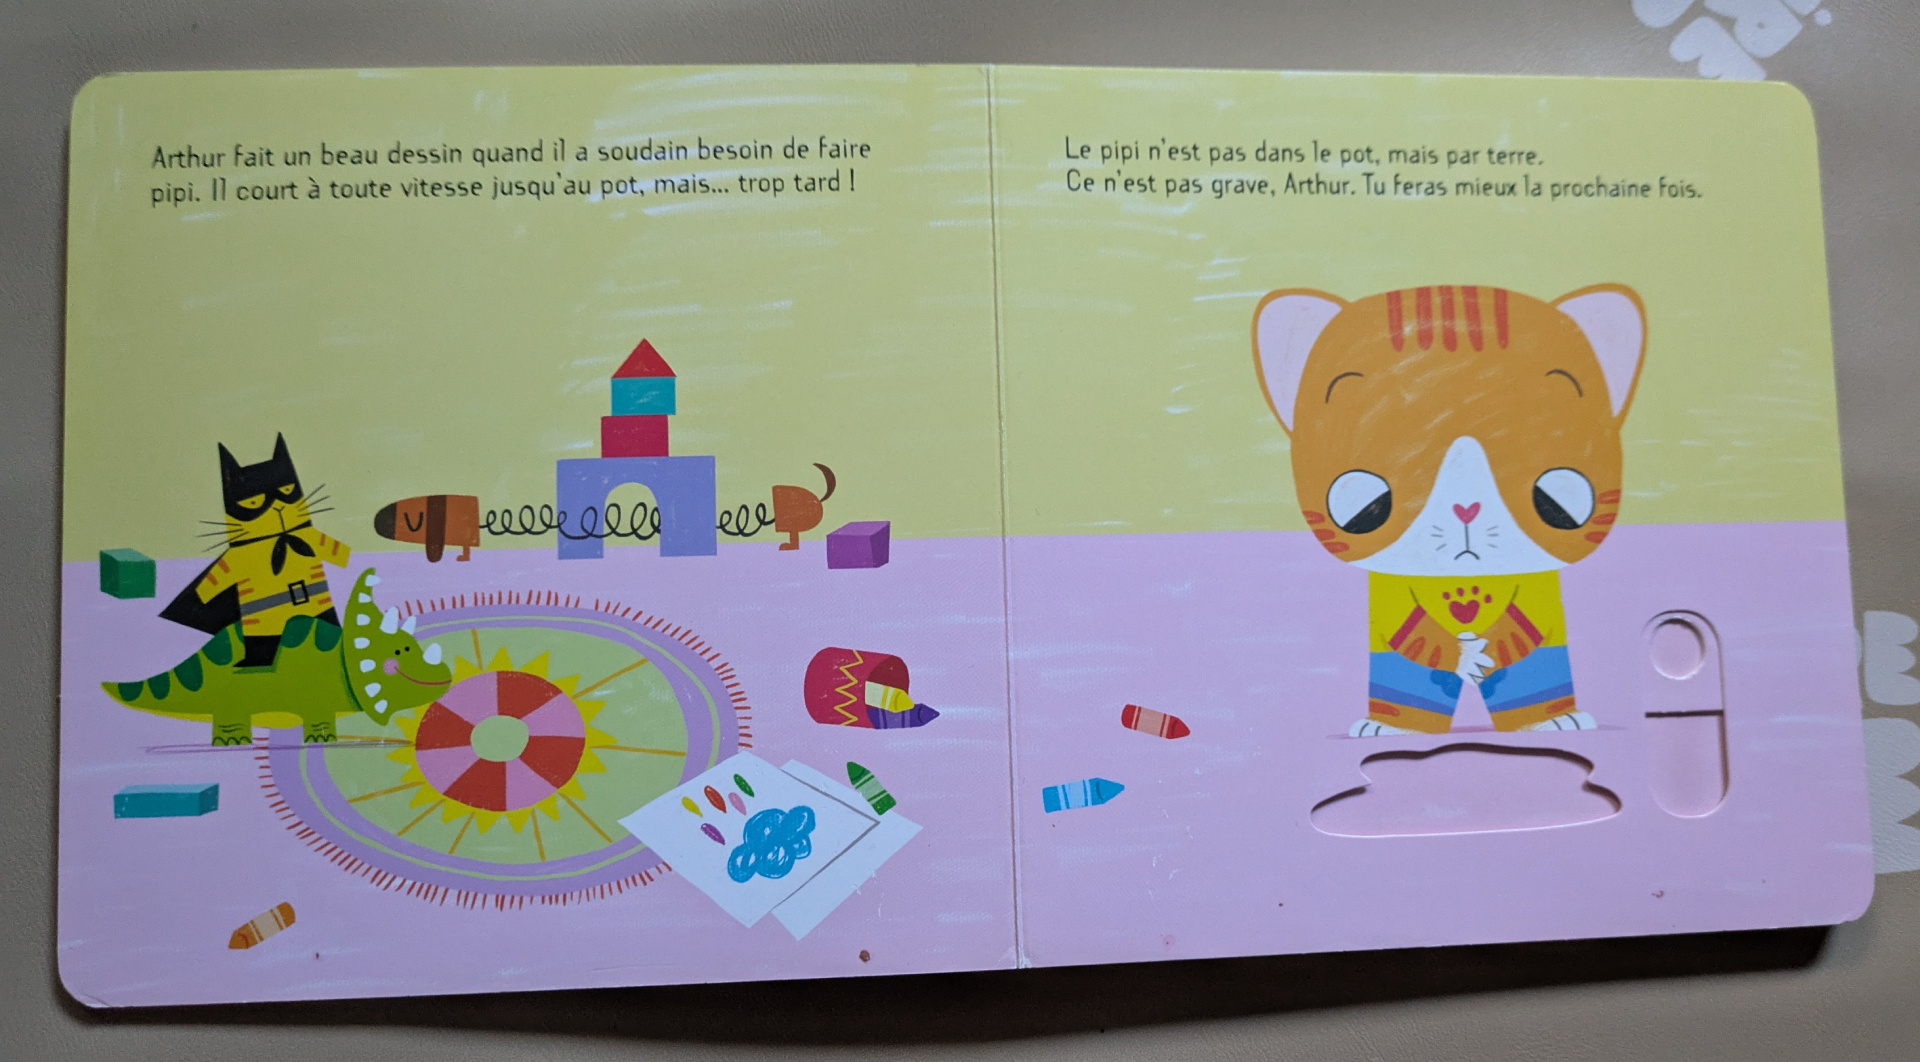 Arthur fait un beau dessin quand il a soudain besoin de faire
pipi. Il court à toute vitesse jusqu'au pot, mais... trop tard !
Le pipi n'est pas dans le pot, mais par terre.
Ce n'est pas grave, Arthur. Tu feras mieux la prochaine fois.